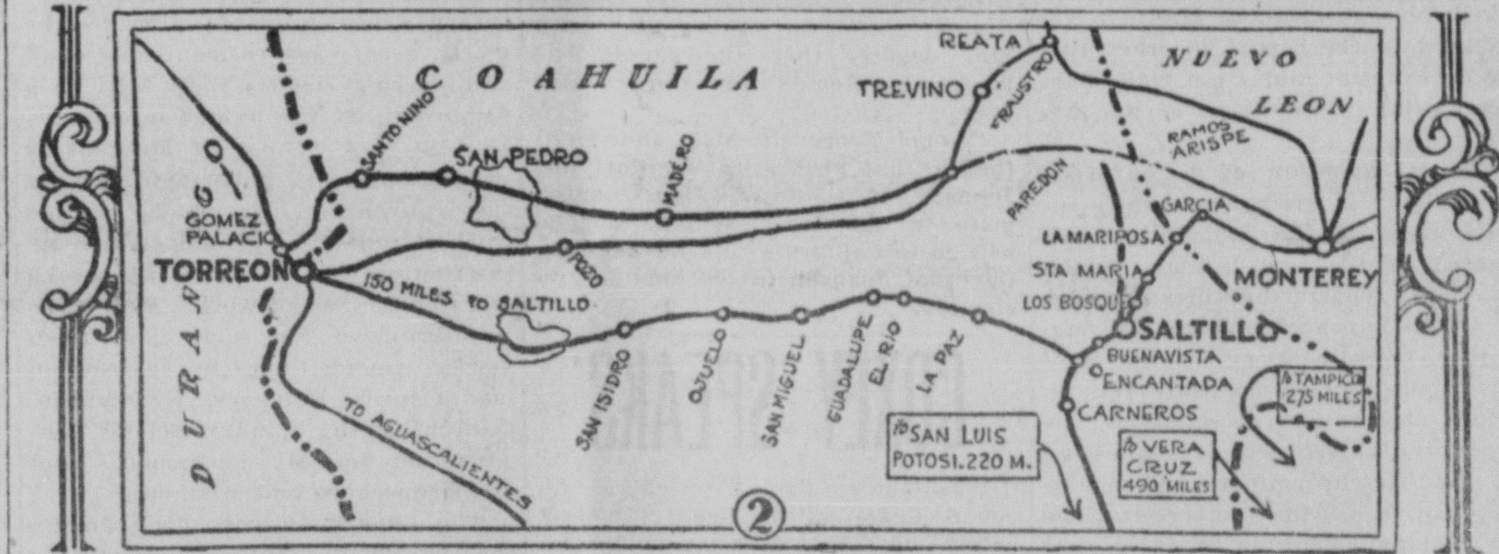 COAHUILA
NUEVO
LEON
DURANGO
REATA
TREVINO
FRAUSTRO
RAMOS
ARISPE
SANTO NINO
SAN PEDRO
MADERO
PAREDON
GARCIA
GOMEZ
PALACIO
LA MARIPOSA
TORREON
POZO
STA MARIA
MONTEREY
150 MILES TO SALTILLO
LOS BOSQUE
SALTILLO
SAN ISIDRO
OJUELO
SAN MIGUEL
GUADALUPE
EL RIO
LA PAZ
BUENAVISTA
ENCANTADA
CARNEROS
TO AGUASCALIENTES
To SAN LUIS
POTOSI. 220 M.
To VERA
CRUZ
490 MILES
To TAMPICO
275 MILES
2